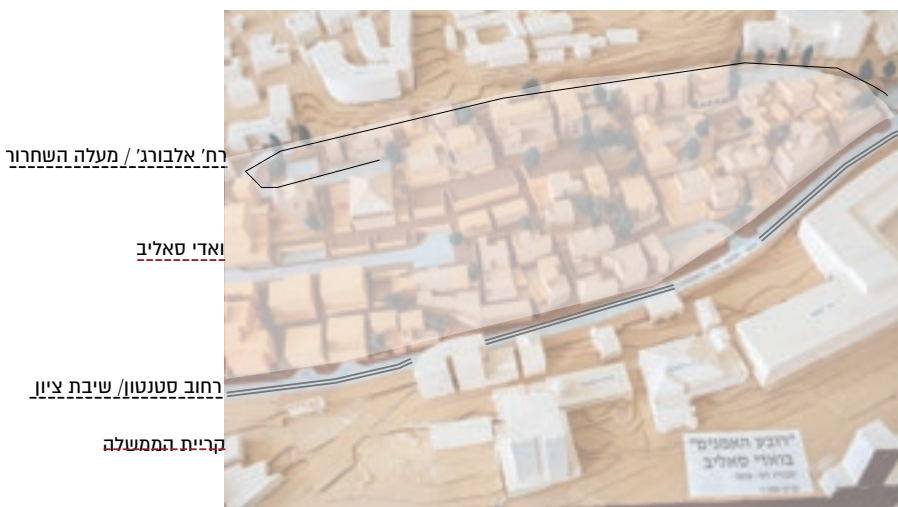 רח' אלבורג' / מעלה השחרור
ואדי סאליב
רחוב סטנטון/ שיבת ציון
קריית הממשלה
"רובע האמנים"
בואדי סאליב